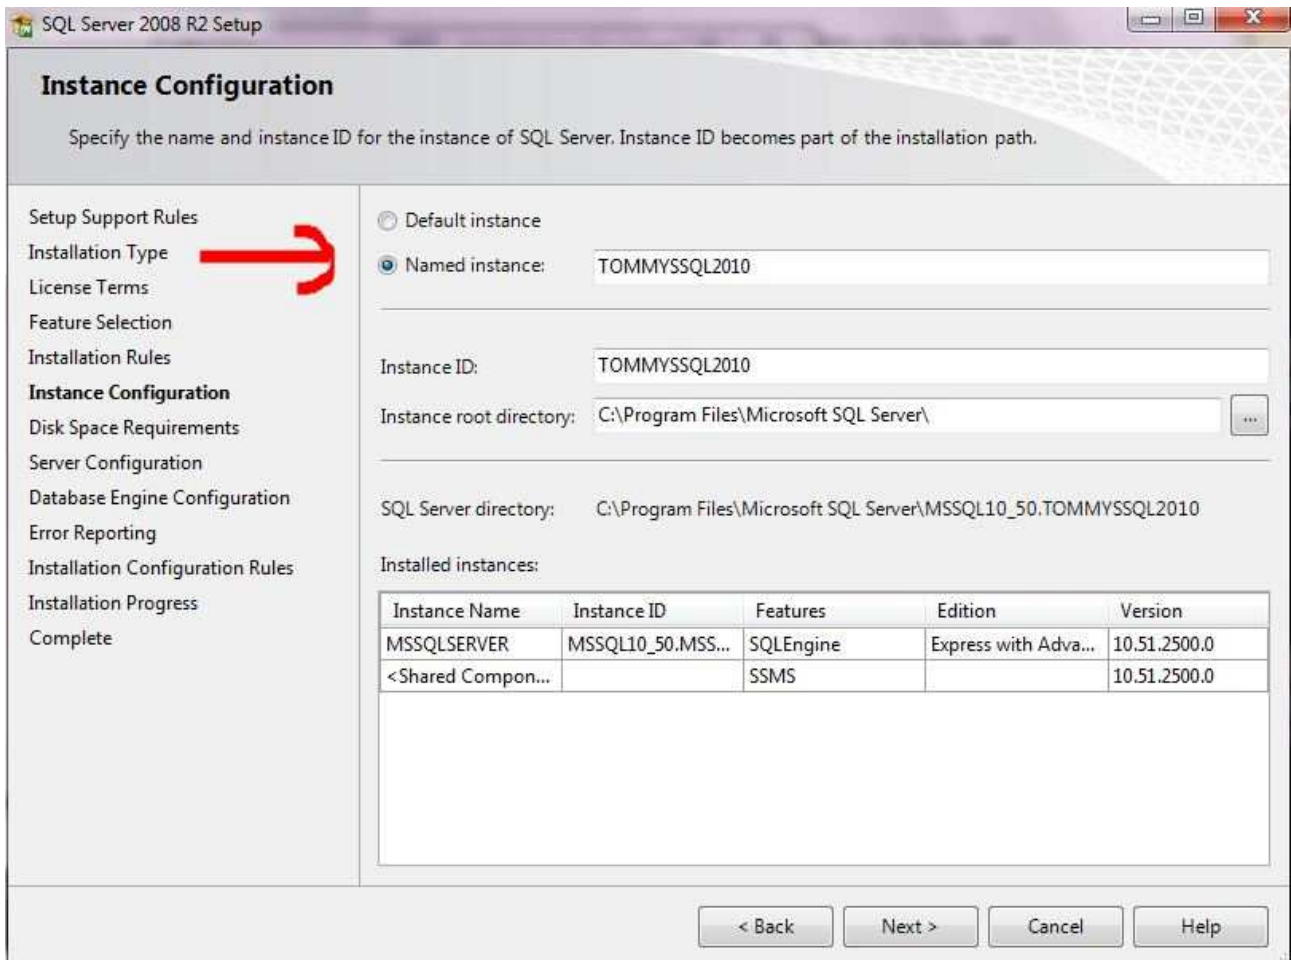 SQL Server 2008 R2 Setup
Instance Configuration
Specify the name and instance ID for the instance of SQL Server. Instance ID becomes part of the installation path.
Setup Support Rules
Installation Type
License Terms
Feature Selection
Installation Rules
Instance Configuration
Disk Space Requirements
Server Configuration
Database Engine Configuration
Error Reporting
Installation Configuration Rules
Installation Progress
Complete
Default instance
Named instance: TOMMYSSQL2010
Instance ID: TOMMYSSQL2010
Instance root directory: C:\Program Files\Microsoft SQL Server\ ...
SQL Server directory: C:\Program Files\Microsoft SQL Server\MSSQL10_50.TOMMYSSQL2010
Installed instances:
Instance Name Instance ID Features Edition Version
MSSQLSERVER MSSQL10_50.MSS... SQLEngine Express with Adva... 10.51.2500.0
<Shared Compon... SSMS 10.51.2500.0
< Back Next > Cancel Help